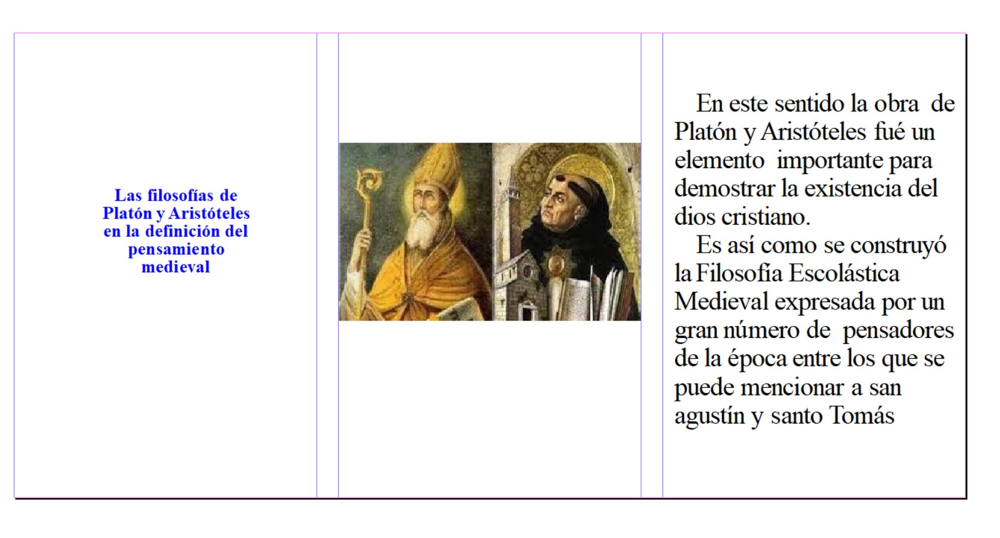 Las filosofías de
Platón y Aristóteles
en la definición del
pensamiento
medieval
En este sentido la obra de
Platón y Aristóteles fué un
elemento importante para
demostrar la existencia del
dios cristiano.
Es así como se construyó
la Filosofía Escolástica
Medieval expresada por un
gran número de pensadores
de la época entre los que se
puede mencionar a san
agustín y santo Tomás